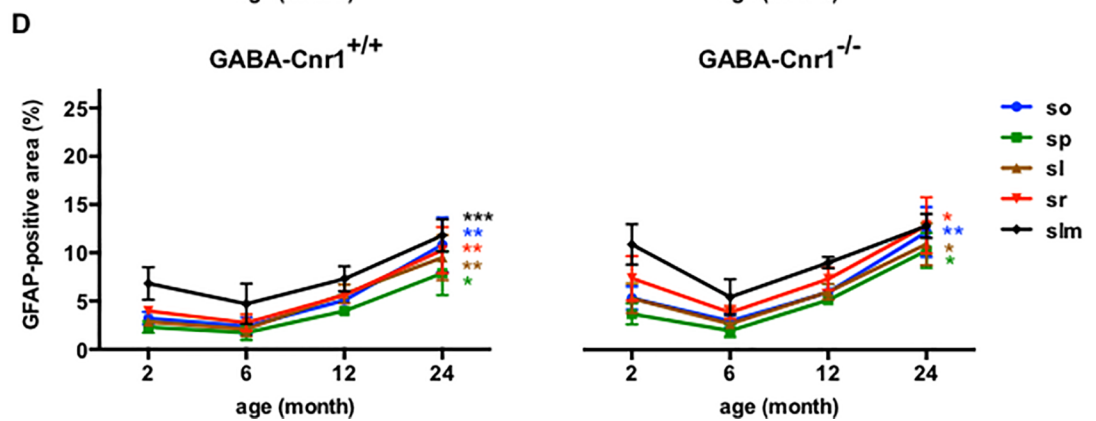 D
GABA-Cnr1+/+
GABA-Cnr1-/-
GFAP-positive area (%)
25
20
15
10
5
0
2 6 12 24
age (month)
***
**
**
**
*
2 6 12 24
age (month)
*
**
*
*
so
sp
sl
sr
slm